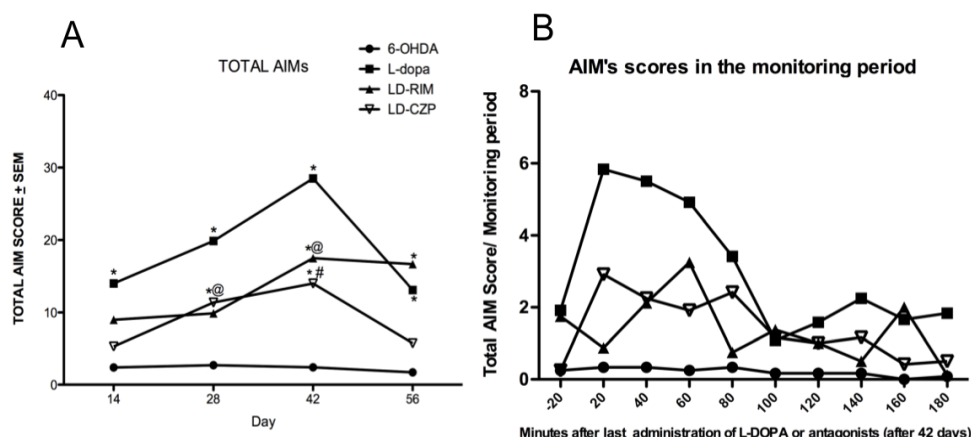 A
TOTAL AIMs
6-OHDA
L-dopa
LD-RIM
LD-CZP
TOTAL AIM SCORE ± SEM
40
30
20
10
0
*
*
*
*
*
*@
*@
*#
14
28
42
56
Day
B
AIM's scores in the monitoring period
Total AIM Score/ Monitoring period
8
6
4
2
0
-20
20
40
60
80
100
120
140
160
180
Minutes after last administration of L-DOPA or antagonists (after 42 days)